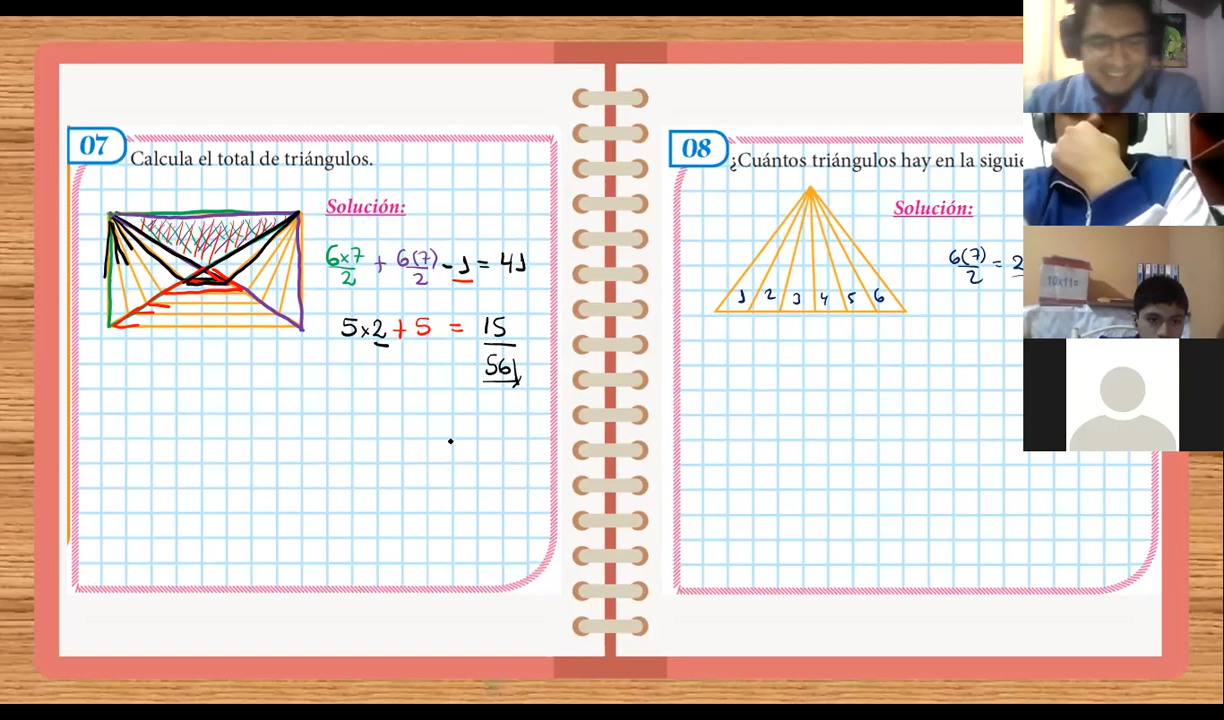 07
Calcula el total de triángulos.
Solución:
6x7/2 + 6(7)/2 - 1 = 41
5x2 + 5 = 15
56
08
¿Cuántos triángulos hay en la siguie
Solución:
6(7)/2 = 2
1 2 3 4 5 6
10x11=